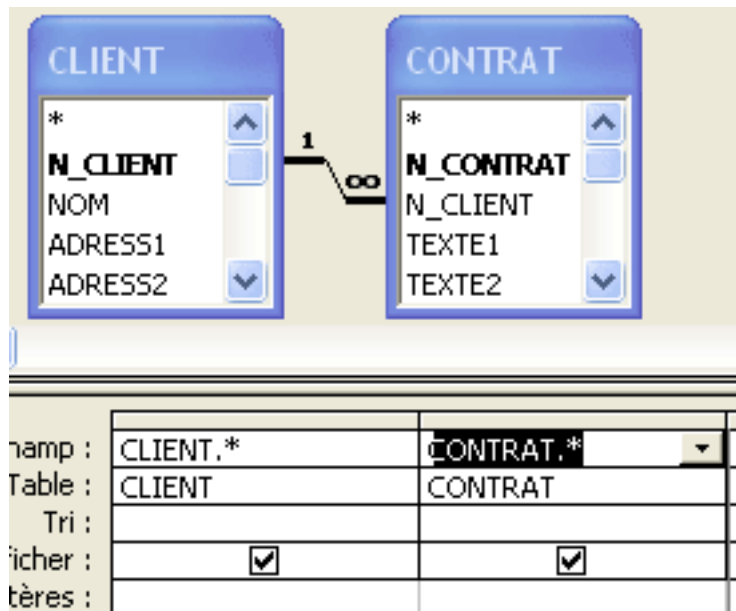 CLIENT
*
N_CLIENT
NOM
ADRESS1
ADRESS2
1
∞
CONTRAT
*
N_CONTRAT
N_CLIENT
TEXTE1
TEXTE2
hamp : CLIENT.* CONTRAT.*
Table : CLIENT CONTRAT
Tri :
ficher :
tères :